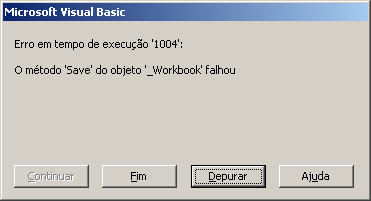 Microsoft Visual Basic
Erro em tempo de execução '1004':
O método 'Save' do objeto '_Workbook' falhou
Continuar Fim Depurar Ajuda